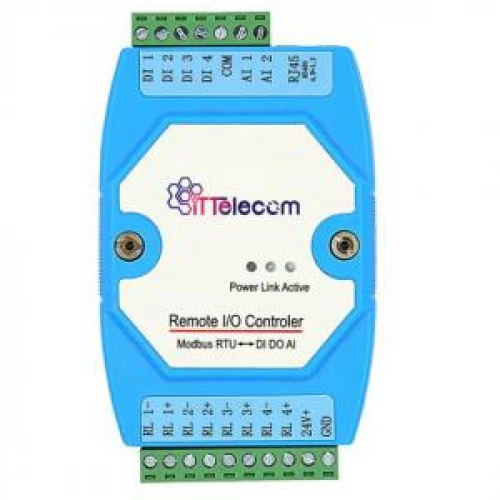 DI 1
DI 2
DI 3
DI 4
COM
AI 1
AI 2
RJ45
iTTelecom
Power Link Active
Remote I/O Controler
Modbus RTU↔DI DO AI
RL 1-
RL 1+
RL 2-
RL 2+
RL 3-
RL 3+
RL 4-
RL 4+
24V+
GND